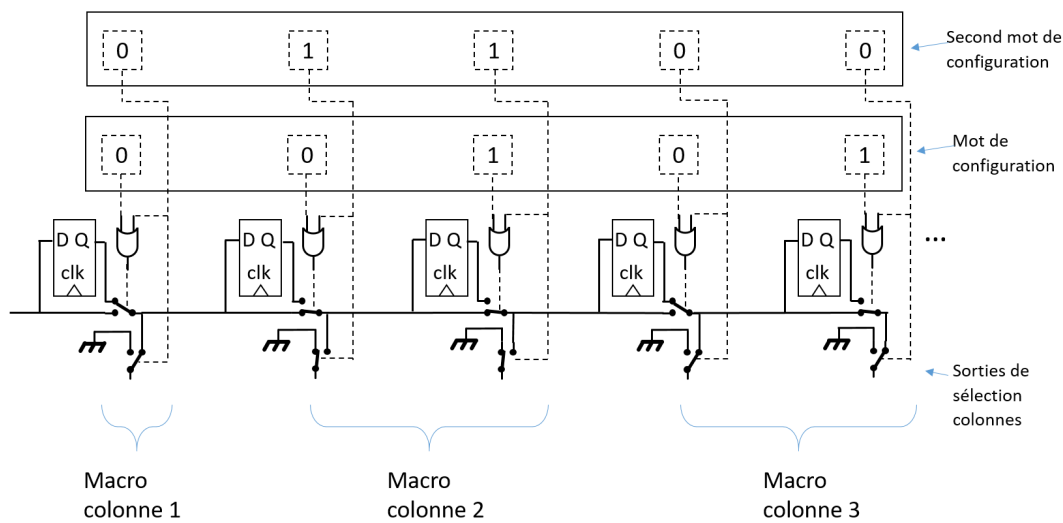 0 1 1 0 0
Second mot de
configuration
0 0 1 0 1
Mot de
configuration
D Q D Q D Q D Q D Q
...
clk clk clk clk clk
Sorties de
sélection
colonnes
Macro
colonne 1
Macro
colonne 2
Macro
colonne 3